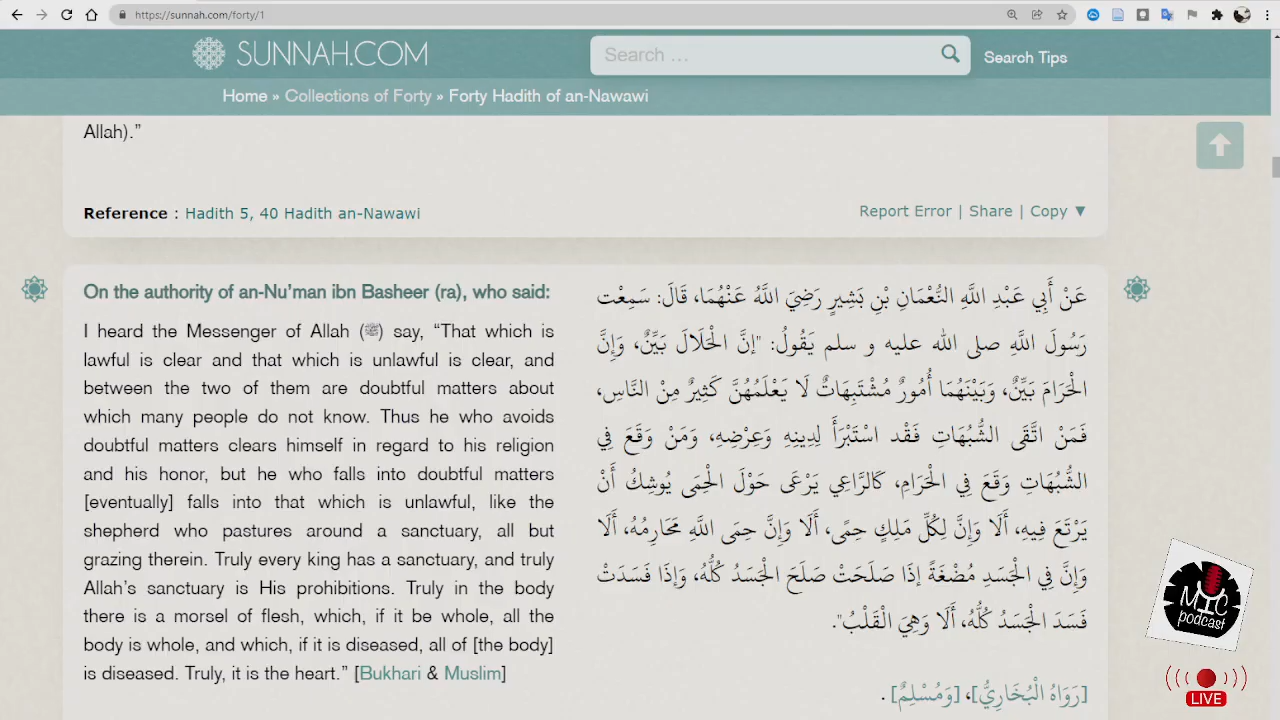 https://sunnah.com/forty/1
SUNNAH.COM
Search …
Search Tips
Home » Collections of Forty » Forty Hadith of an-Nawawi
Allah).”
Reference : Hadith 5, 40 Hadith an-Nawawi
Report Error | Share | Copy ▼
On the authority of an-Nu’man ibn Basheer (ra), who said:
I heard the Messenger of Allah (ﷺ) say, “That which is
lawful is clear and that which is unlawful is clear, and
between the two of them are doubtful matters about
which many people do not know. Thus he who avoids
doubtful matters clears himself in regard to his religion
and his honor, but he who falls into doubtful matters
[eventually] falls into that which is unlawful, like the
shepherd who pastures around a sanctuary, all but
grazing therein. Truly every king has a sanctuary, and truly
Allah’s sanctuary is His prohibitions. Truly in the body
there is a morsel of flesh, which, if it be whole, all the
body is whole, and which, if it is diseased, all of [the body]
is diseased. Truly, it is the heart.” [Bukhari & Muslim]
عَنْ أَبِي عَبْدِ اللَّهِ النُّعْمَانِ بْنِ بَشِيرٍ رَضِيَ اللَّهُ عَنْهُمَا، قَالَ: سَمِعْت
رَسُولَ اللَّهِ صلى الله عليه و سلم يَقُولُ: "إنَّ الْحَلَالَ بَيِّنٌ، وَإِنَّ
الْحَرَامَ بَيِّنٌ، وَبَيْنَهُمَا أُمُورٌ مُشْتَبِهَاتٌ لَا يَعْلَمُهُنَّ كَثِيرٌ مِنْ النَّاسِ،
فَمَنْ اتَّقَى الشُّبُهَاتِ فَقْد اسْتَبْرَأَ لِدِينِهِ وَعِرْضِهِ، وَمَنْ وَقَعَ فِي
الشُّبُهَاتِ وَقَعَ فِي الْحَرَامِ، كَالرَّاعِي يَرْعَى حَوْلَ الْحِمَى يُوشِكُ أَنْ
يَرْتَعَ فِيهِ، أَلَا وَإِنَّ لِكُلِّ مَلِكٍ حِمًى، أَلَا وَإِنَّ حِمَى اللَّهِ مَحَارِمُهُ، أَلَا
وَإِنَّ فِي الْجَسَدِ مُضْغَةً إذَا صَلَحَتْ صَلَحَ الْجَسَدُ كُلُّهُ، وَإذَا فَسَدَتْ
فَسَدَ الْجَسَدُ كُلُّهُ، أَلَا وَهِيَ الْقَلْبُ".
[رَوَاهُ الْبُخَارِيُّ]، [وَمُسْلِمٌ] .
MIC
podcast
LIVE